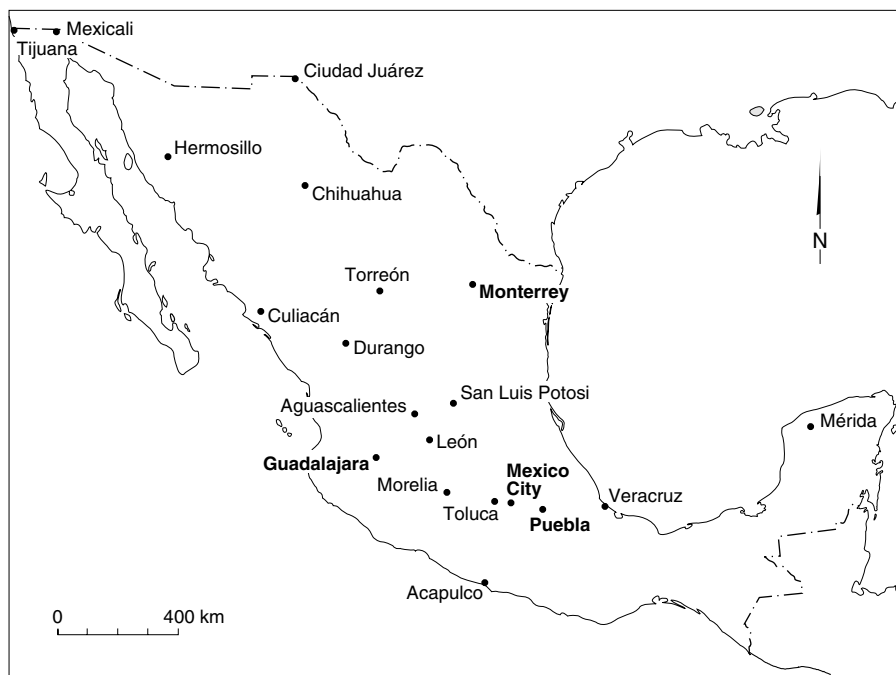 Mexicali
Tijuana
Ciudad Juárez
Hermosillo
Chihuahua
N
Torreón
Monterrey
Culiacán
Durango
San Luis Potosi
Aguascalientes
Mérida
León
Guadalajara
Mexico
City
Morelia
Veracruz
Toluca
Puebla
Acapulco
0 400 km